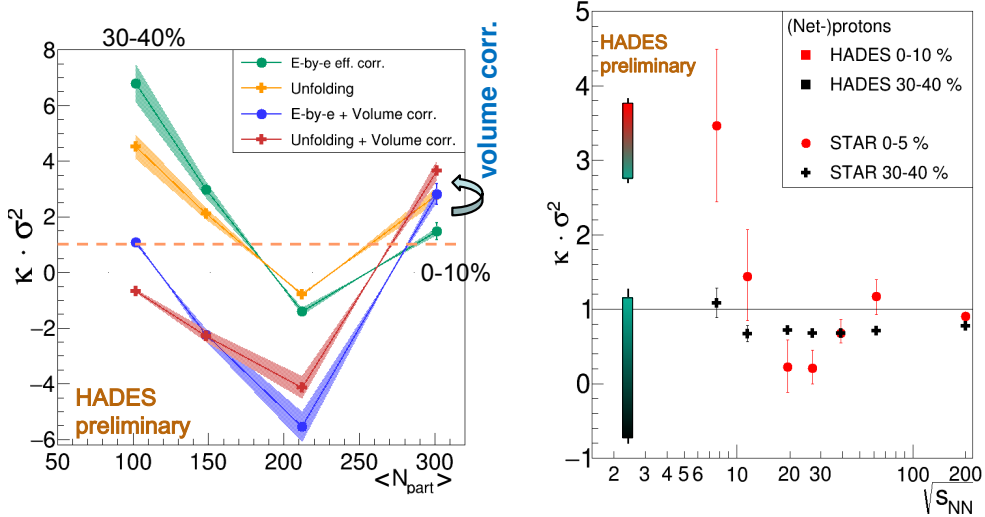 30-40%
8
6
4
2
0
−2
−4
−6
κ · σ²
E-by-e eff. corr.
Unfolding
E-by-e + Volume corr.
Unfolding + Volume corr.
volume corr.
0-10%
HADES
preliminary
50 100 150 200 250 300
<N_part>
5
4
3
2
1
0
−1
κ · σ²
HADES
preliminary
(Net-)protons
HADES 0-10 %
HADES 30-40 %
STAR 0-5 %
STAR 30-40 %
2 3 4 5 6 10 20 30 100 200
√s_NN